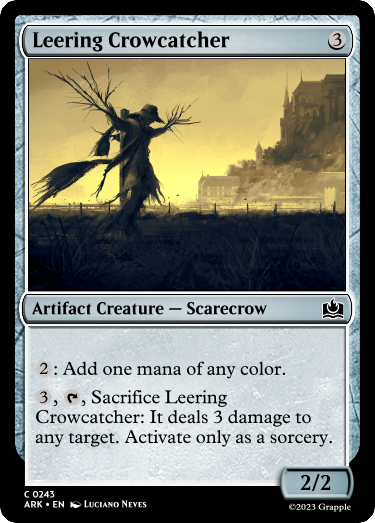 Leering Crowcatcher 3
Artifact Creature — Scarecrow
2: Add one mana of any color.
3, , Sacrifice Leering
Crowcatcher: It deals 3 damage to
any target. Activate only as a sorcery.
2/2
C 0243
ARK • EN Luciano Neves
©2023 Grapple